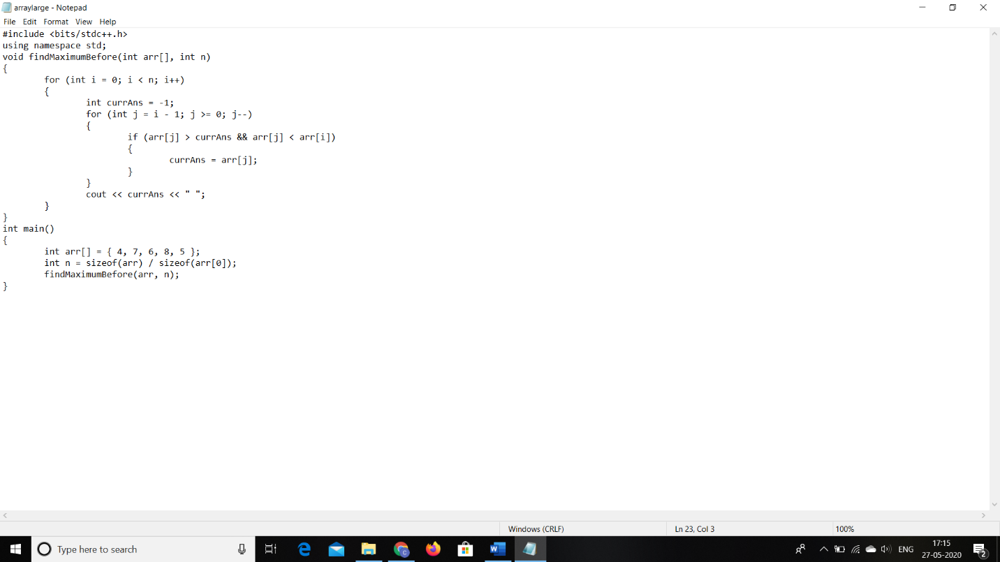 arraylarge - Notepad
File Edit Format View Help
#include <bits/stdc++.h>
using namespace std;
void findMaximumBefore(int arr[], int n)
{
        for (int i = 0; i < n; i++)
        {
                int currAns = -1;
                for (int j = i - 1; j >= 0; j--)
                {
                        if (arr[j] > currAns && arr[j] < arr[i])
                        {
                                currAns = arr[j];
                        }
                }
                cout << currAns << " ";
        }
}
int main()
{
        int arr[] = { 4, 7, 6, 8, 5 };
        int n = sizeof(arr) / sizeof(arr[0]);
        findMaximumBefore(arr, n);
}
Windows (CRLF) Ln 23, Col 3 100%
Type here to search
ENG
17:15
27-05-2020
2